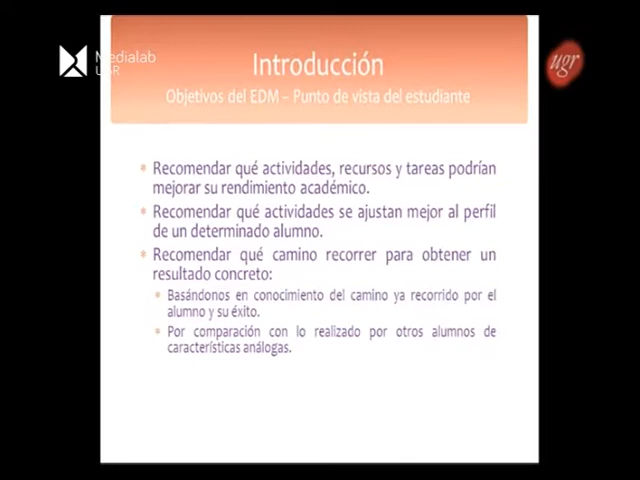 Medialab
UGR
ugr
Introducción
Objetivos del EDM – Punto de vista del estudiante
* Recomendar qué actividades, recursos y tareas podrían
mejorar su rendimiento académico.
* Recomendar qué actividades se ajustan mejor al perfil
de un determinado alumno.
* Recomendar qué camino recorrer para obtener un
resultado concreto:
* Basándonos en conocimiento del camino ya recorrido por el
alumno y su éxito.
* Por comparación con lo realizado por otros alumnos de
características análogas.